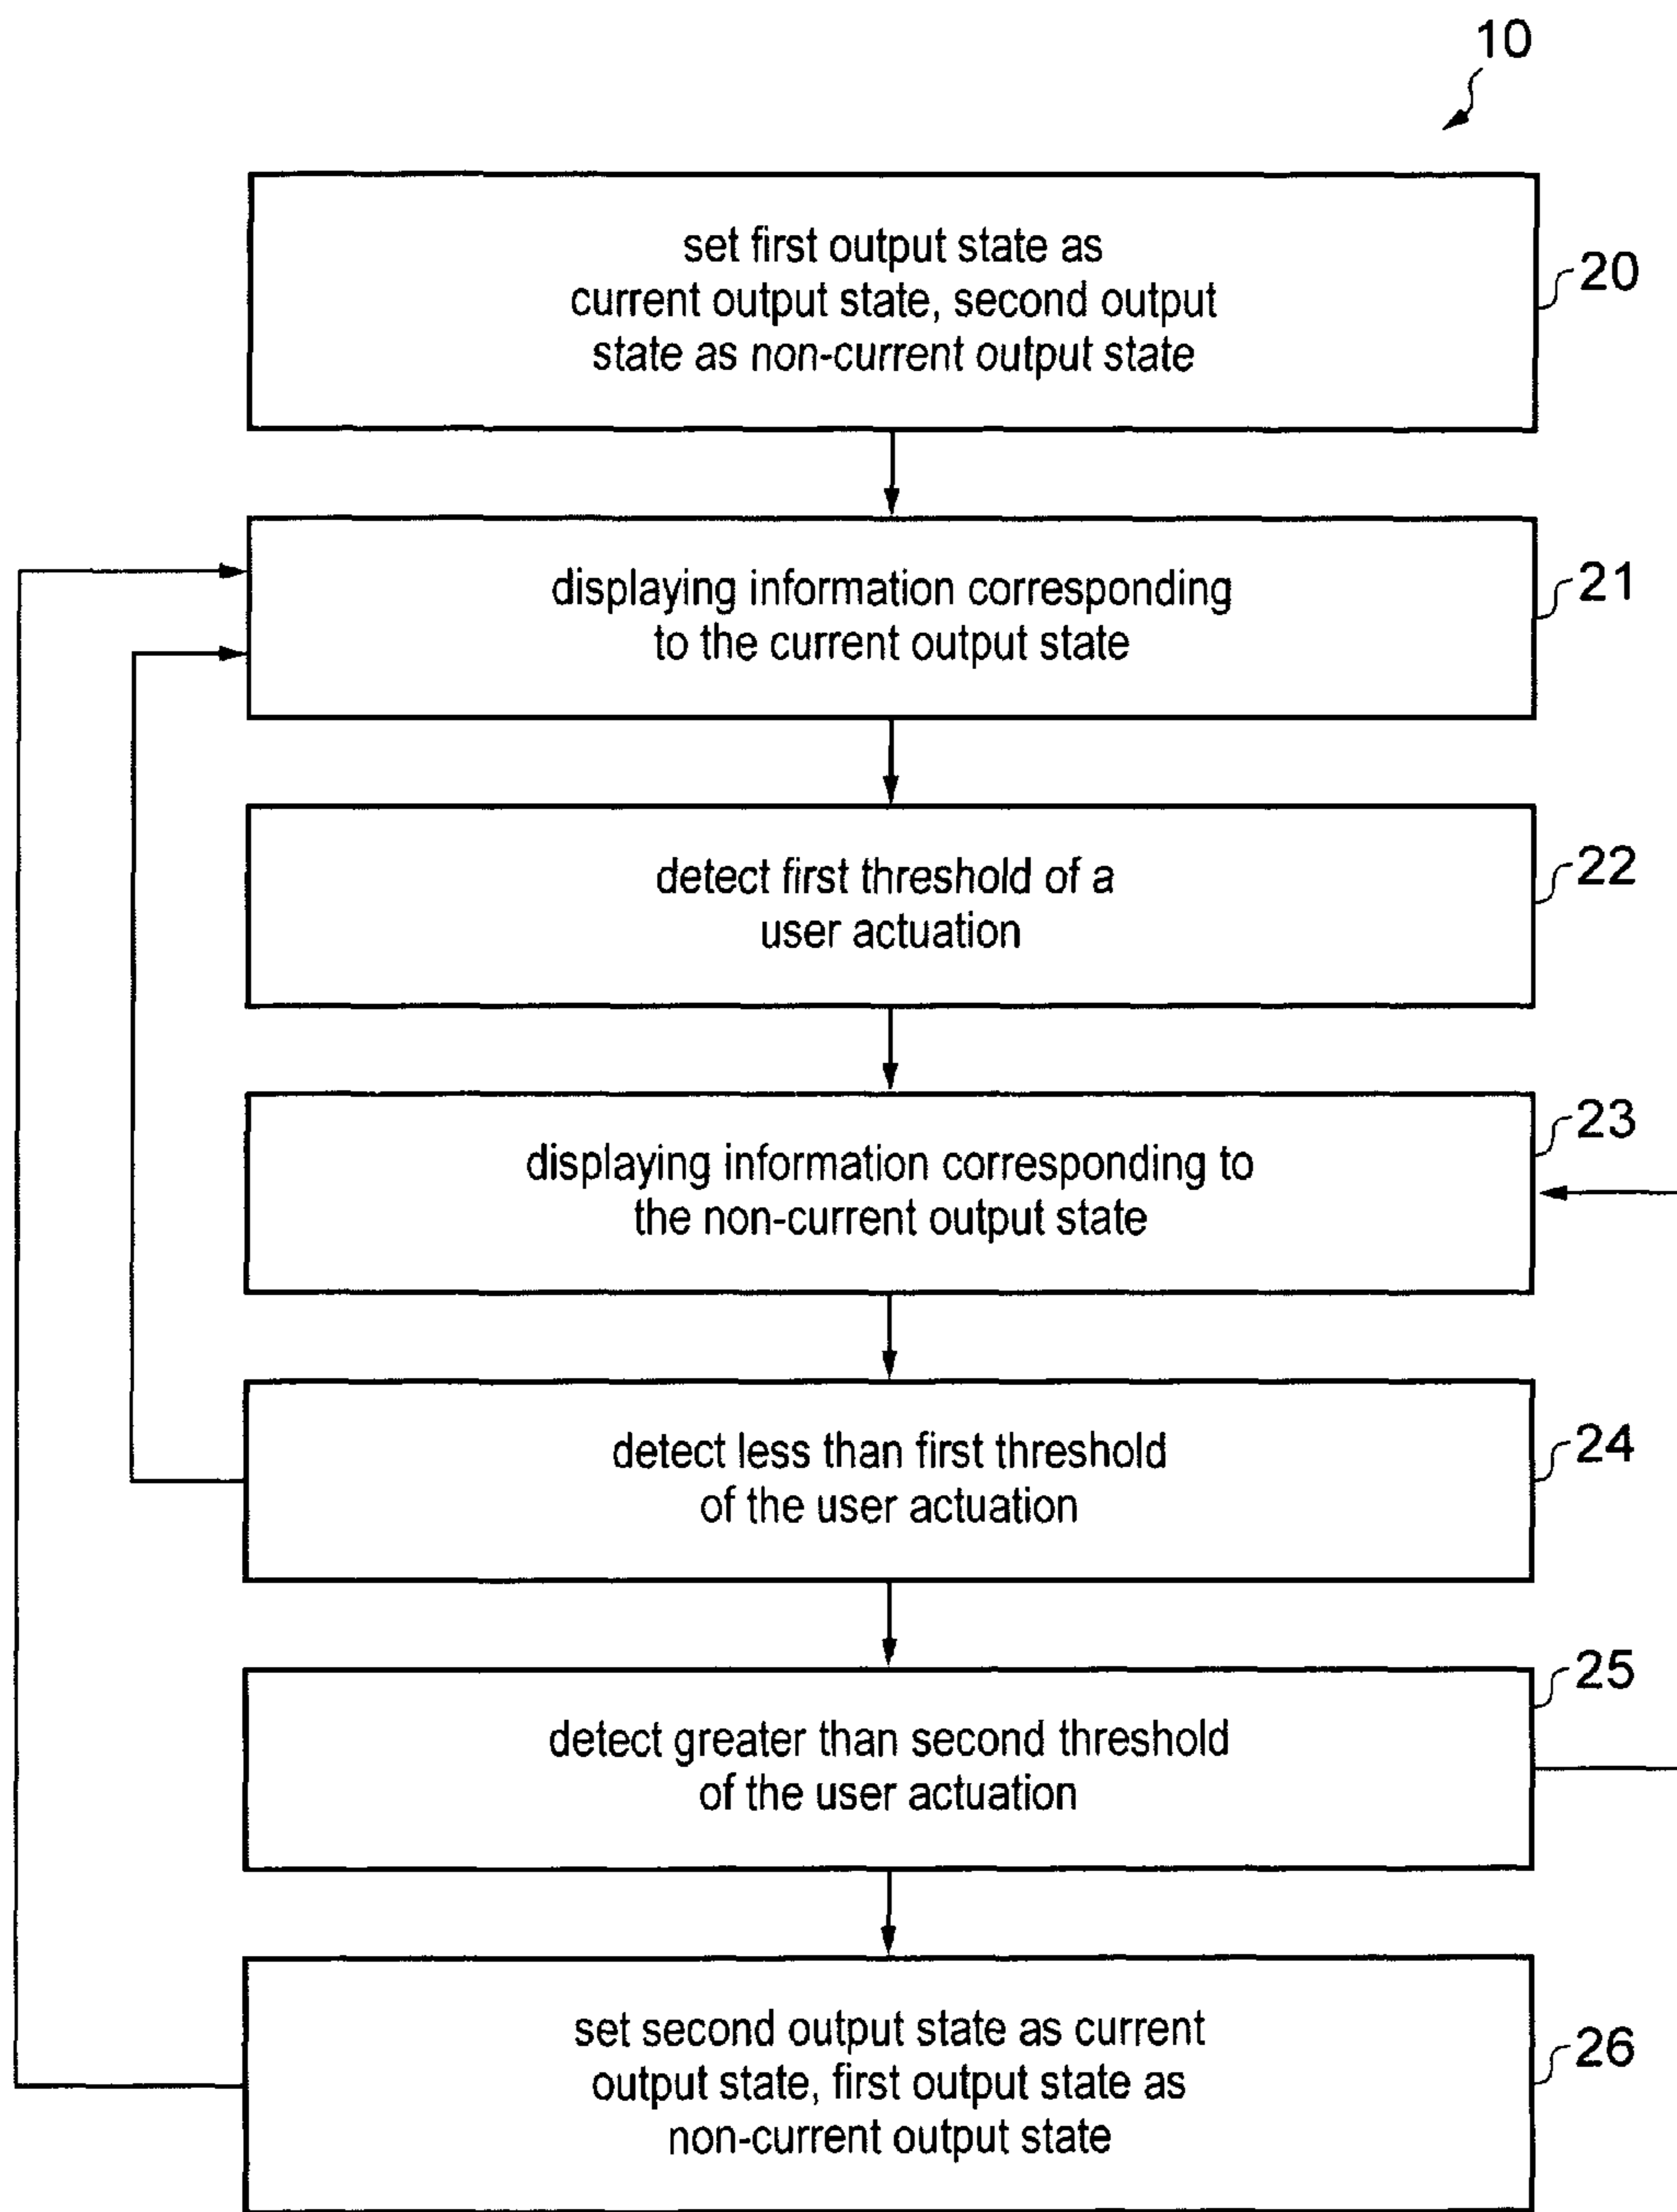 10
set first output state as
current output state, second output
state as non-current output state
20
displaying information corresponding
to the current output state
21
detect first threshold of a
user actuation
22
displaying information corresponding to
the non-current output state
23
detect less than first threshold
of the user actuation
24
detect greater than second threshold
of the user actuation
25
set second output state as current
output state, first output state as
non-current output state
26